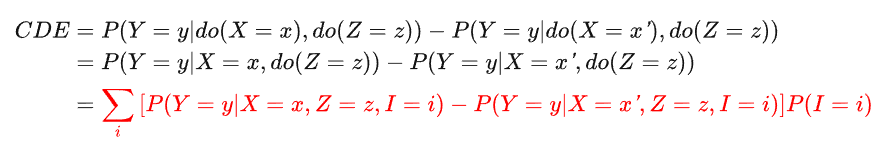 CDE = P(Y = y|do(X = x), do(Z = z)) − P(Y = y|do(X = x'), do(Z = z))
= P(Y = y|X = x, do(Z = z)) − P(Y = y|X = x', do(Z = z))
= ∑_i [P(Y = y|X = x, Z = z, I = i) − P(Y = y|X = x', Z = z, I = i)]P(I = i)